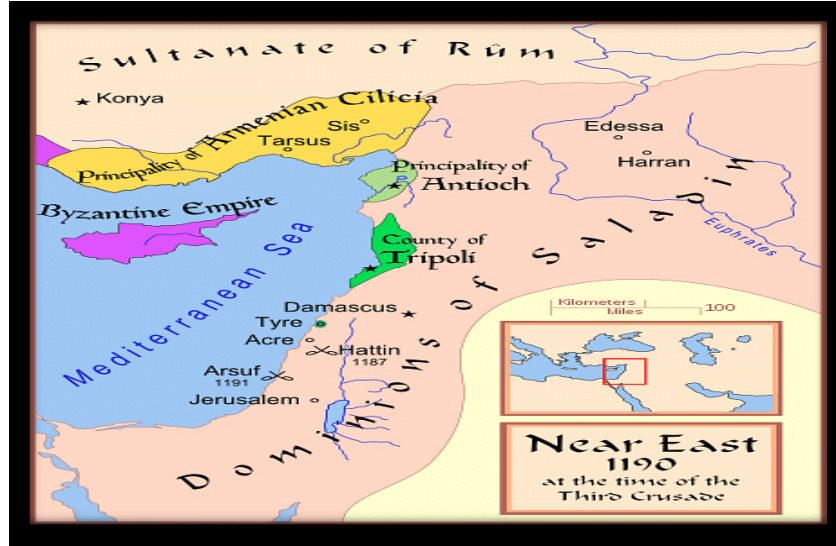 Sultanate of Rûm
Konya
Principality of Armenian Cilicia
Sis
Tarsus
Edessa
Harran
Principality of
Antioch
Byzantine Empire
Euphrates
County of
Tripoli
Mediterranean Sea
Dominions of Saladin
Damascus
Tyre
Acre
Hattin
1187
Arsuf
1191
Jerusalem
Kilometers
Miles
100
Near East
1190
at the time of the
Third Crusade